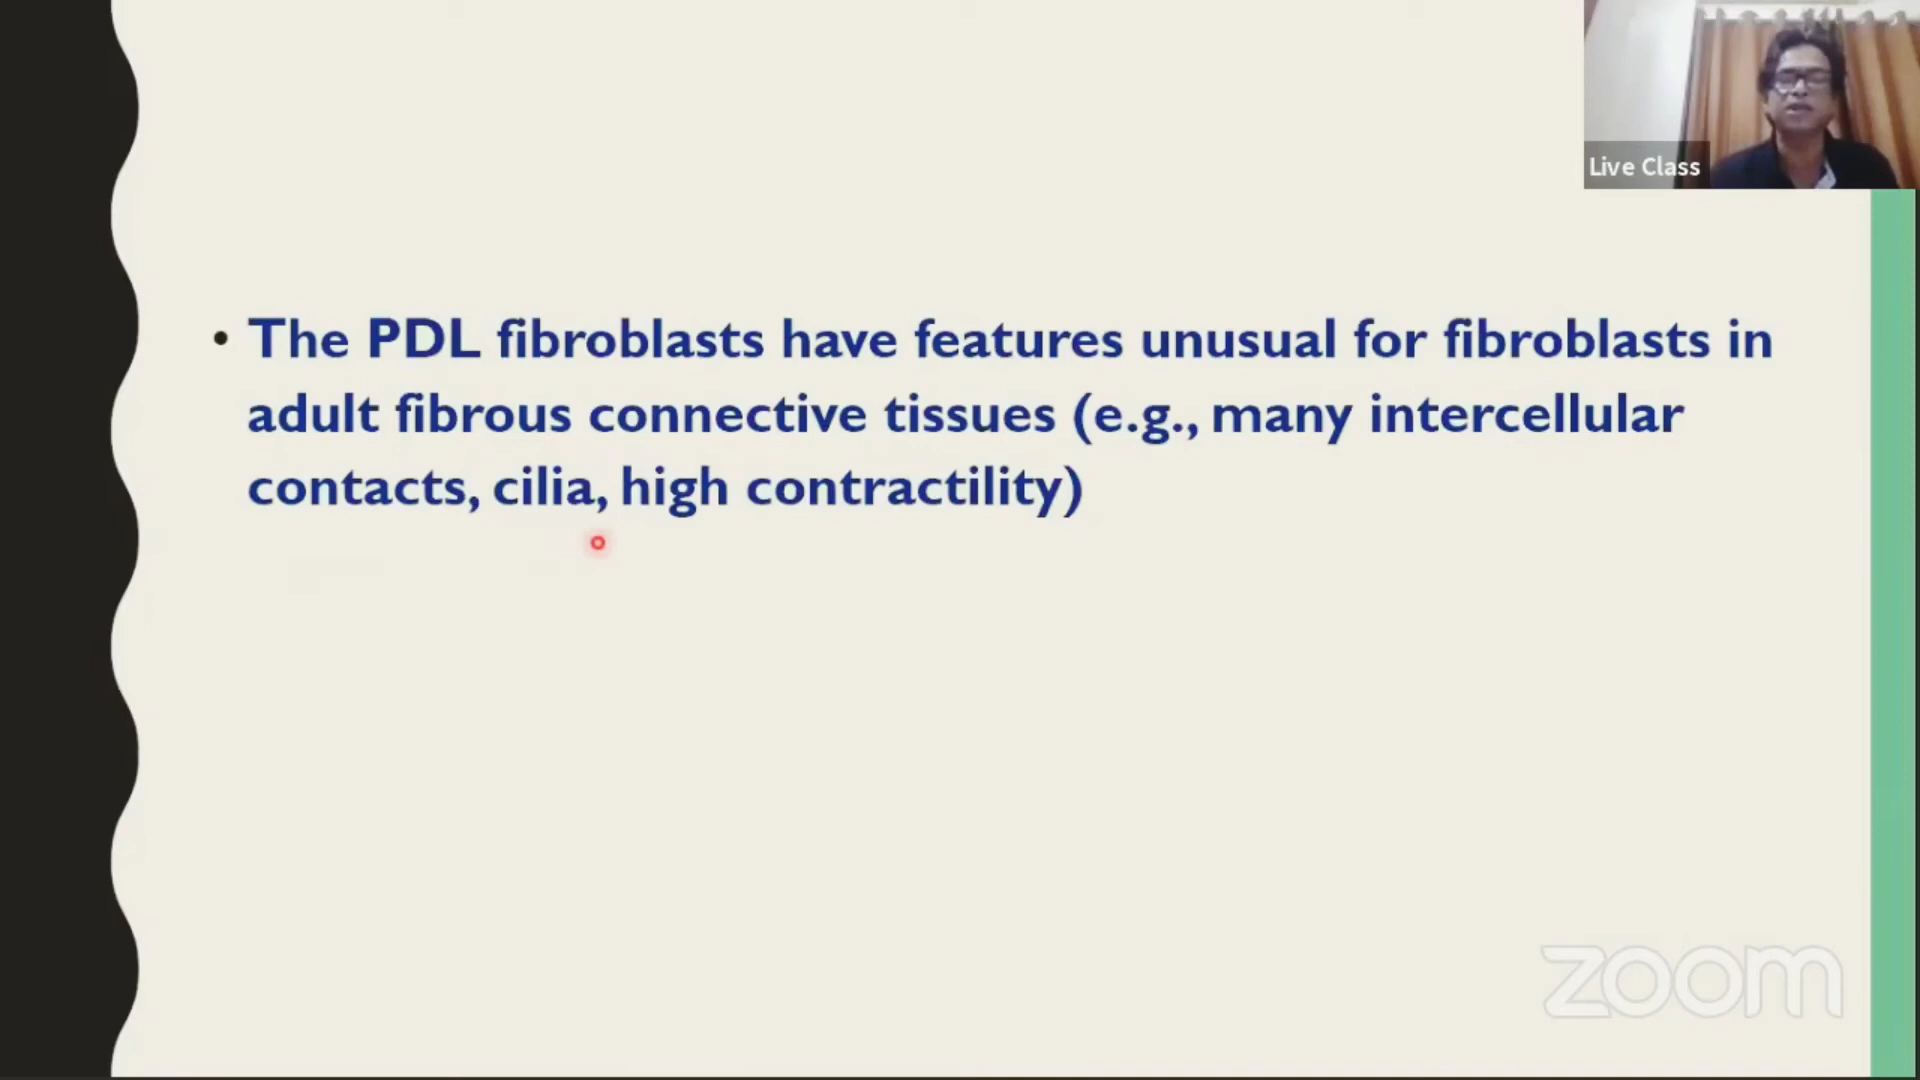 Live Class
• The PDL fibroblasts have features unusual for fibroblasts in
adult fibrous connective tissues (e.g., many intercellular
contacts, cilia, high contractility)
zoom